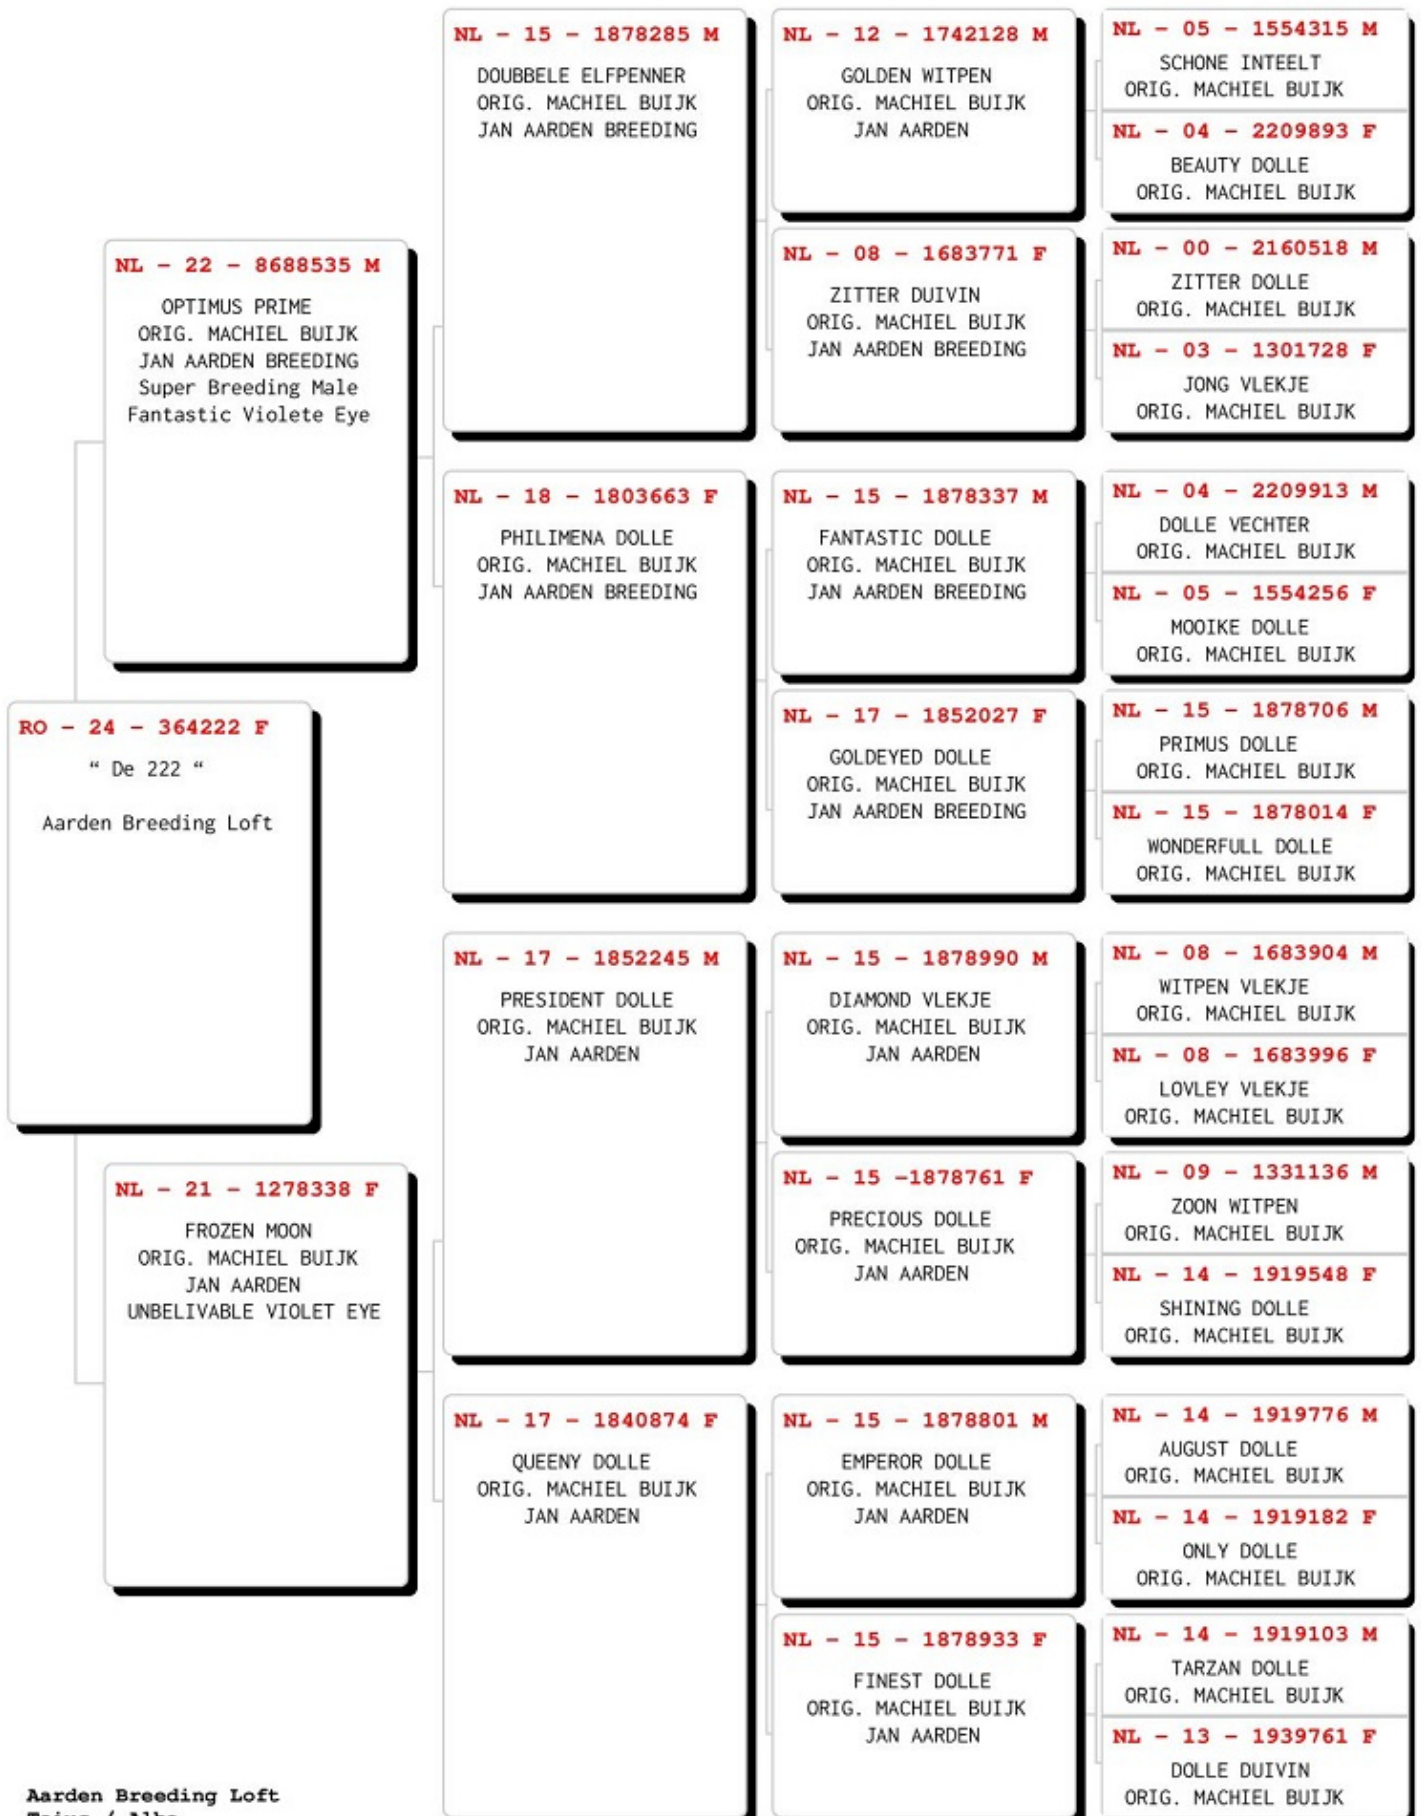 RO - 24 - 364222 F
“ De 222 “
Aarden Breeding Loft
NL - 22 - 8688535 M
OPTIMUS PRIME
ORIG. MACHIEL BUIJK
JAN AARDEN BREEDING
Super Breeding Male
Fantastic Violete Eye
NL - 21 - 1278338 F
FROZEN MOON
ORIG. MACHIEL BUIJK
JAN AARDEN
UNBELIVABLE VIOLET EYE
NL - 15 - 1878285 M
DOUBBELE ELFPENNER
ORIG. MACHIEL BUIJK
JAN AARDEN BREEDING
NL - 18 - 1803663 F
PHILIMENA DOLLE
ORIG. MACHIEL BUIJK
JAN AARDEN BREEDING
NL - 17 - 1852245 M
PRESIDENT DOLLE
ORIG. MACHIEL BUIJK
JAN AARDEN
NL - 17 - 1840874 F
QUEENY DOLLE
ORIG. MACHIEL BUIJK
JAN AARDEN
NL - 12 - 1742128 M
GOLDEN WITPEN
ORIG. MACHIEL BUIJK
JAN AARDEN
NL - 08 - 1683771 F
ZITTER DUIVIN
ORIG. MACHIEL BUIJK
JAN AARDEN BREEDING
NL - 15 - 1878337 M
FANTASTIC DOLLE
ORIG. MACHIEL BUIJK
JAN AARDEN BREEDING
NL - 17 - 1852027 F
GOLDEYED DOLLE
ORIG. MACHIEL BUIJK
JAN AARDEN BREEDING
NL - 15 - 1878990 M
DIAMOND VLEKJE
ORIG. MACHIEL BUIJK
JAN AARDEN
NL - 15 -1878761 F
PRECIOUS DOLLE
ORIG. MACHIEL BUIJK
JAN AARDEN
NL - 15 - 1878801 M
EMPEROR DOLLE
ORIG. MACHIEL BUIJK
JAN AARDEN
NL - 15 - 1878933 F
FINEST DOLLE
ORIG. MACHIEL BUIJK
JAN AARDEN
NL - 05 - 1554315 M
SCHONE INTEELT
ORIG. MACHIEL BUIJK
NL - 04 - 2209893 F
BEAUTY DOLLE
ORIG. MACHIEL BUIJK
NL - 00 - 2160518 M
ZITTER DOLLE
ORIG. MACHIEL BUIJK
NL - 03 - 1301728 F
JONG VLEKJE
ORIG. MACHIEL BUIJK
NL - 04 - 2209913 M
DOLLE VECHTER
ORIG. MACHIEL BUIJK
NL - 05 - 1554256 F
MOOIKE DOLLE
ORIG. MACHIEL BUIJK
NL - 15 - 1878706 M
PRIMUS DOLLE
ORIG. MACHIEL BUIJK
NL - 15 - 1878014 F
WONDERFULL DOLLE
ORIG. MACHIEL BUIJK
NL - 08 - 1683904 M
WITPEN VLEKJE
ORIG. MACHIEL BUIJK
NL - 08 - 1683996 F
LOVLEY VLEKJE
ORIG. MACHIEL BUIJK
NL - 09 - 1331136 M
ZOON WITPEN
ORIG. MACHIEL BUIJK
NL - 14 - 1919548 F
SHINING DOLLE
ORIG. MACHIEL BUIJK
NL - 14 - 1919776 M
AUGUST DOLLE
ORIG. MACHIEL BUIJK
NL - 14 - 1919182 F
ONLY DOLLE
ORIG. MACHIEL BUIJK
NL - 14 - 1919103 M
TARZAN DOLLE
ORIG. MACHIEL BUIJK
NL - 13 - 1939761 F
DOLLE DUIVIN
ORIG. MACHIEL BUIJK
Aarden Breeding Loft